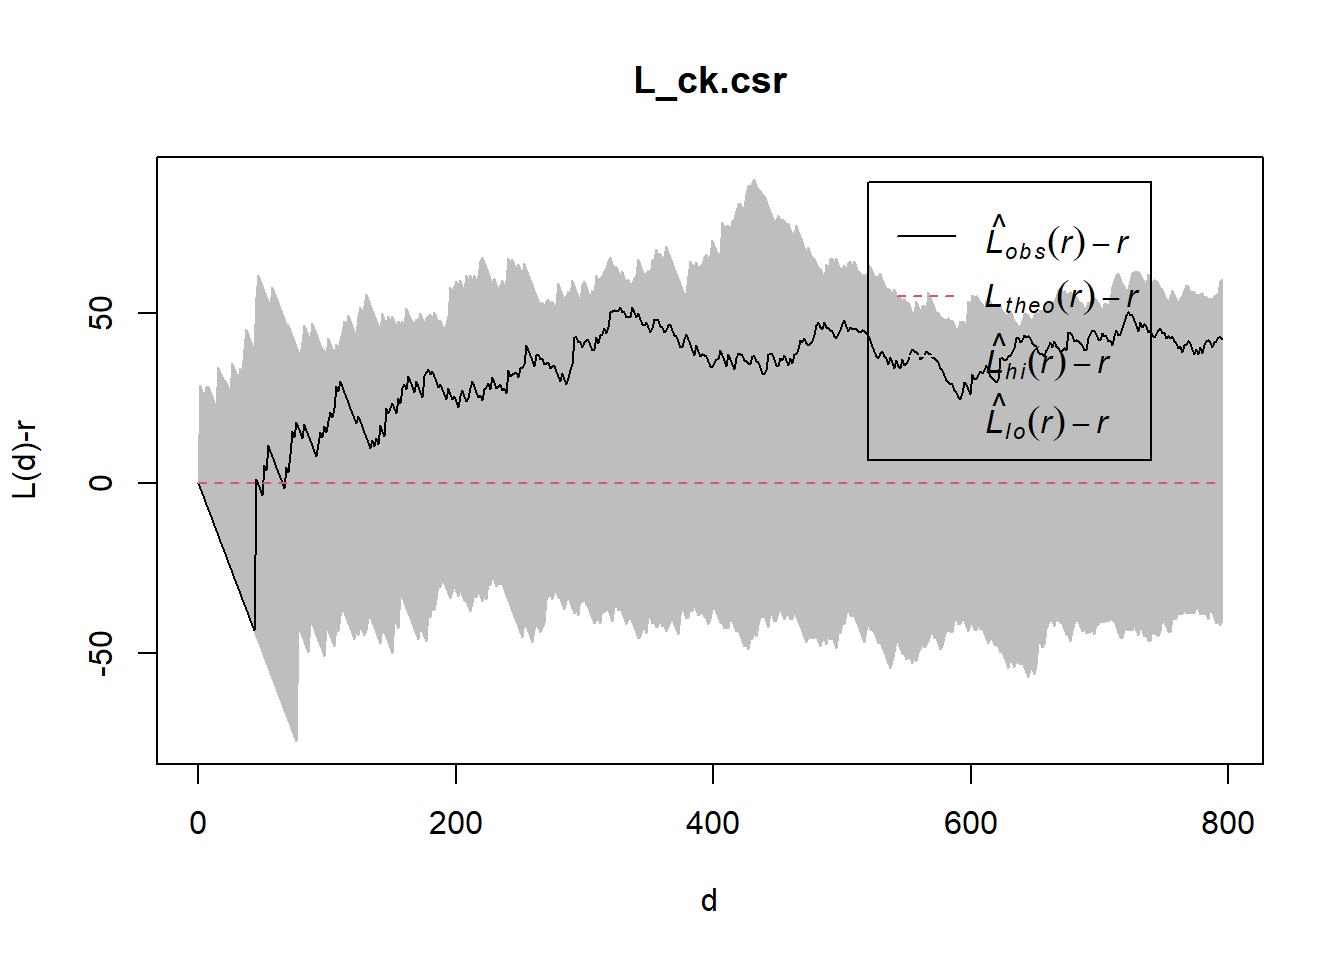 L_ck.csr
L̂obs(r) – r
Ltheo(r) – r
L̂hi(r) – r
L̂lo(r) – r
50
0
-50
L(d)-r
0 200 400 600 800
d